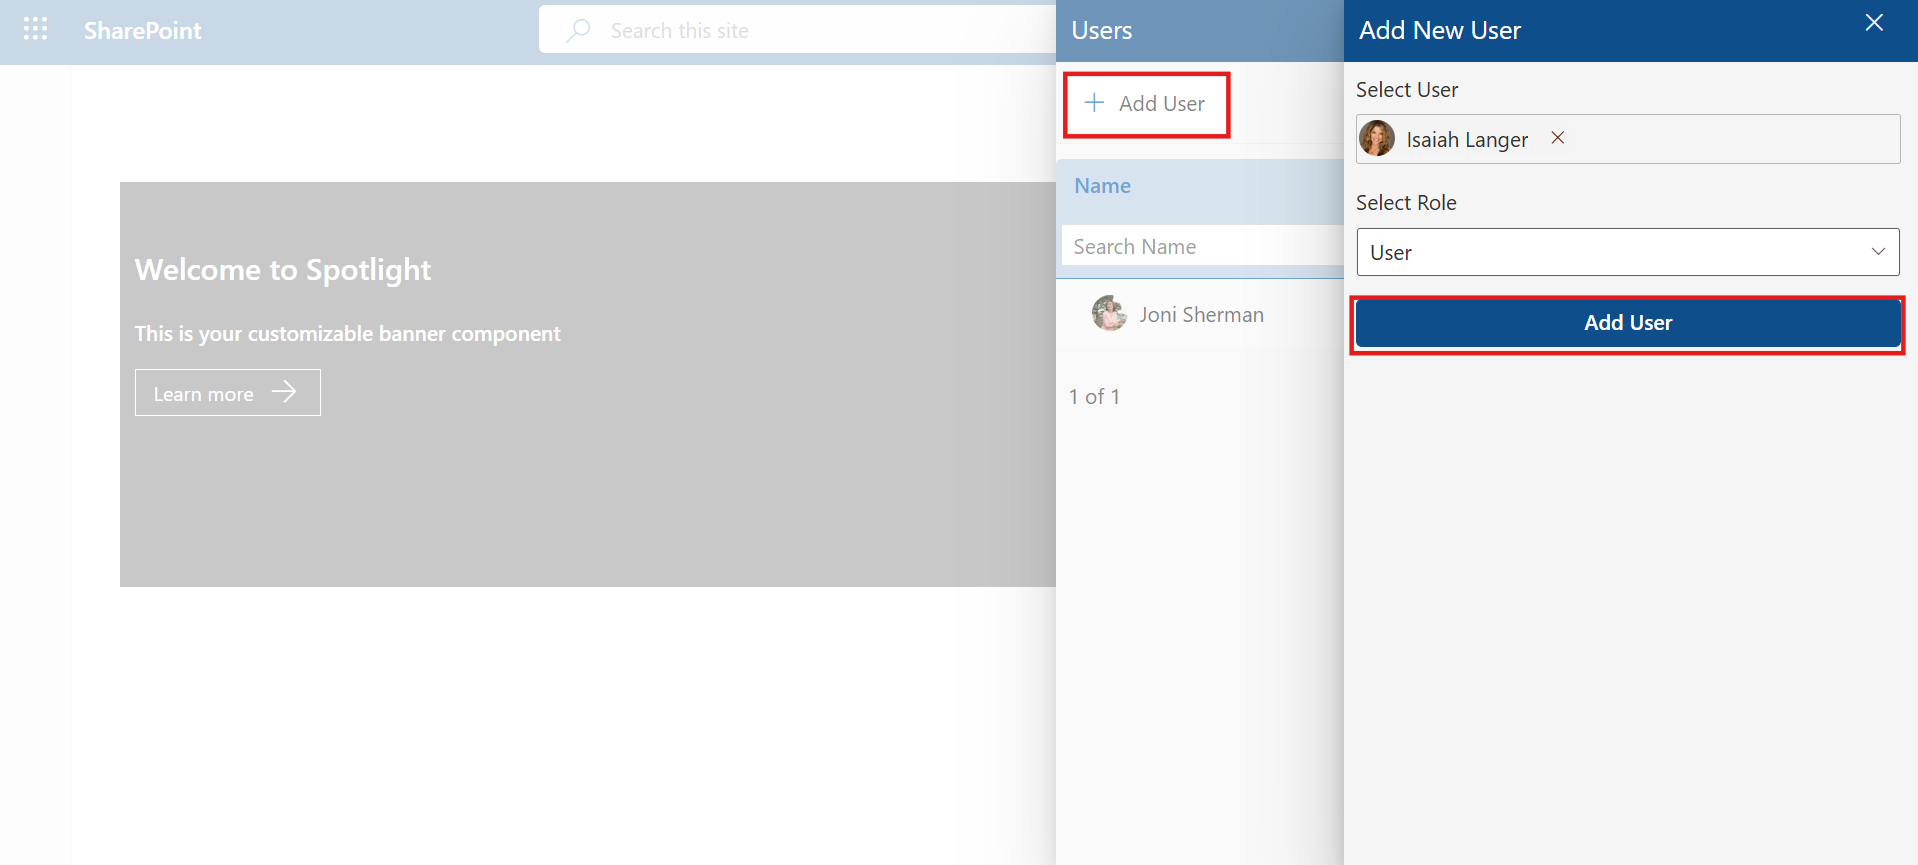 SharePoint
Search this site
Welcome to Spotlight
This is your customizable banner component
Learn more
Users
Add User
Name
Search Name
Joni Sherman
1 of 1
Add New User
Select User
Isaiah Langer
Select Role
User
Add User